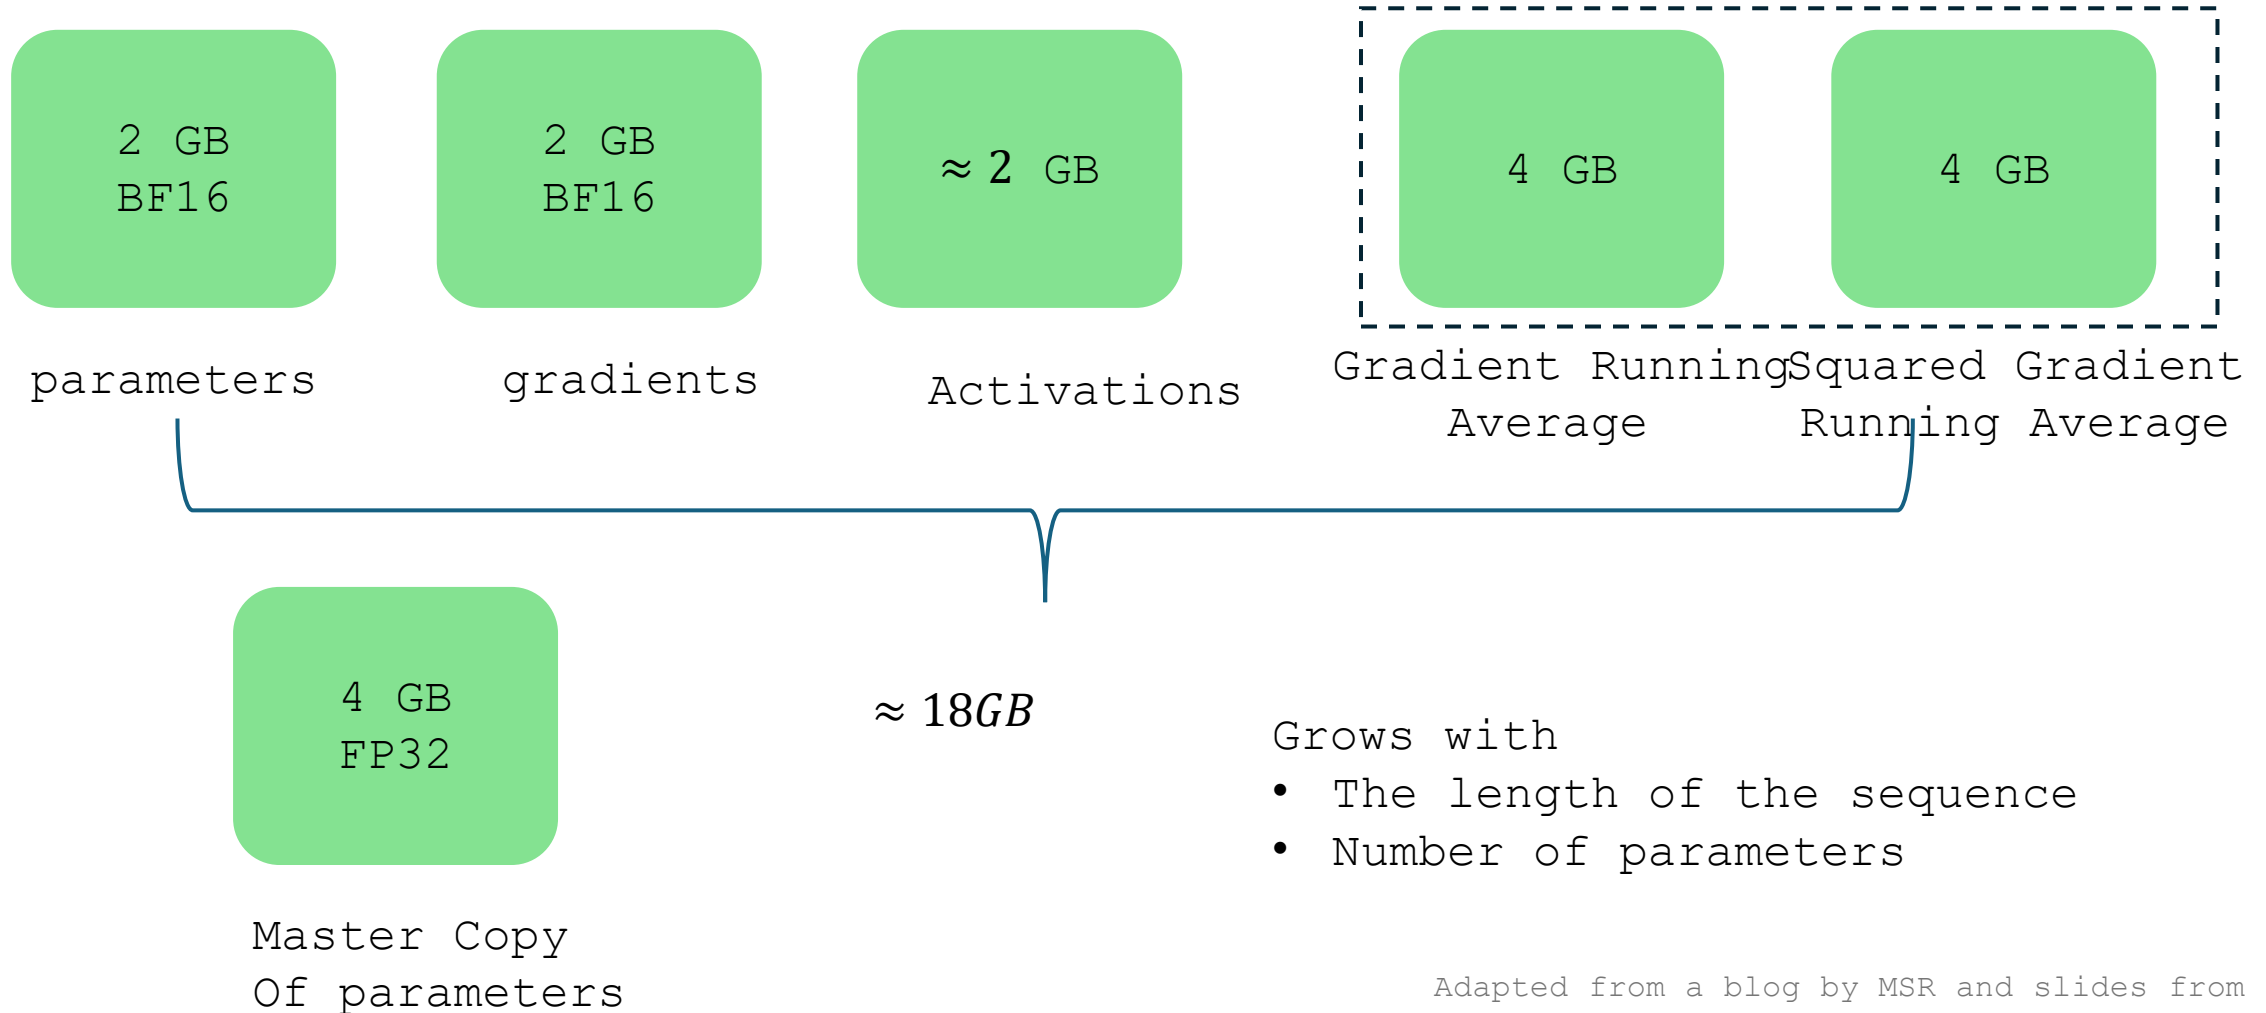 2 GB
BF16
2 GB
BF16
≈ 2 GB
4 GB
4 GB
parameters
gradients
Activations
Gradient Running
Average
Squared Gradient
Running Average
4 GB
FP32
≈ 18GB
Master Copy
Of parameters
Grows with
• The length of the sequence
• Number of parameters
Adapted from a blog by MSR and slides from